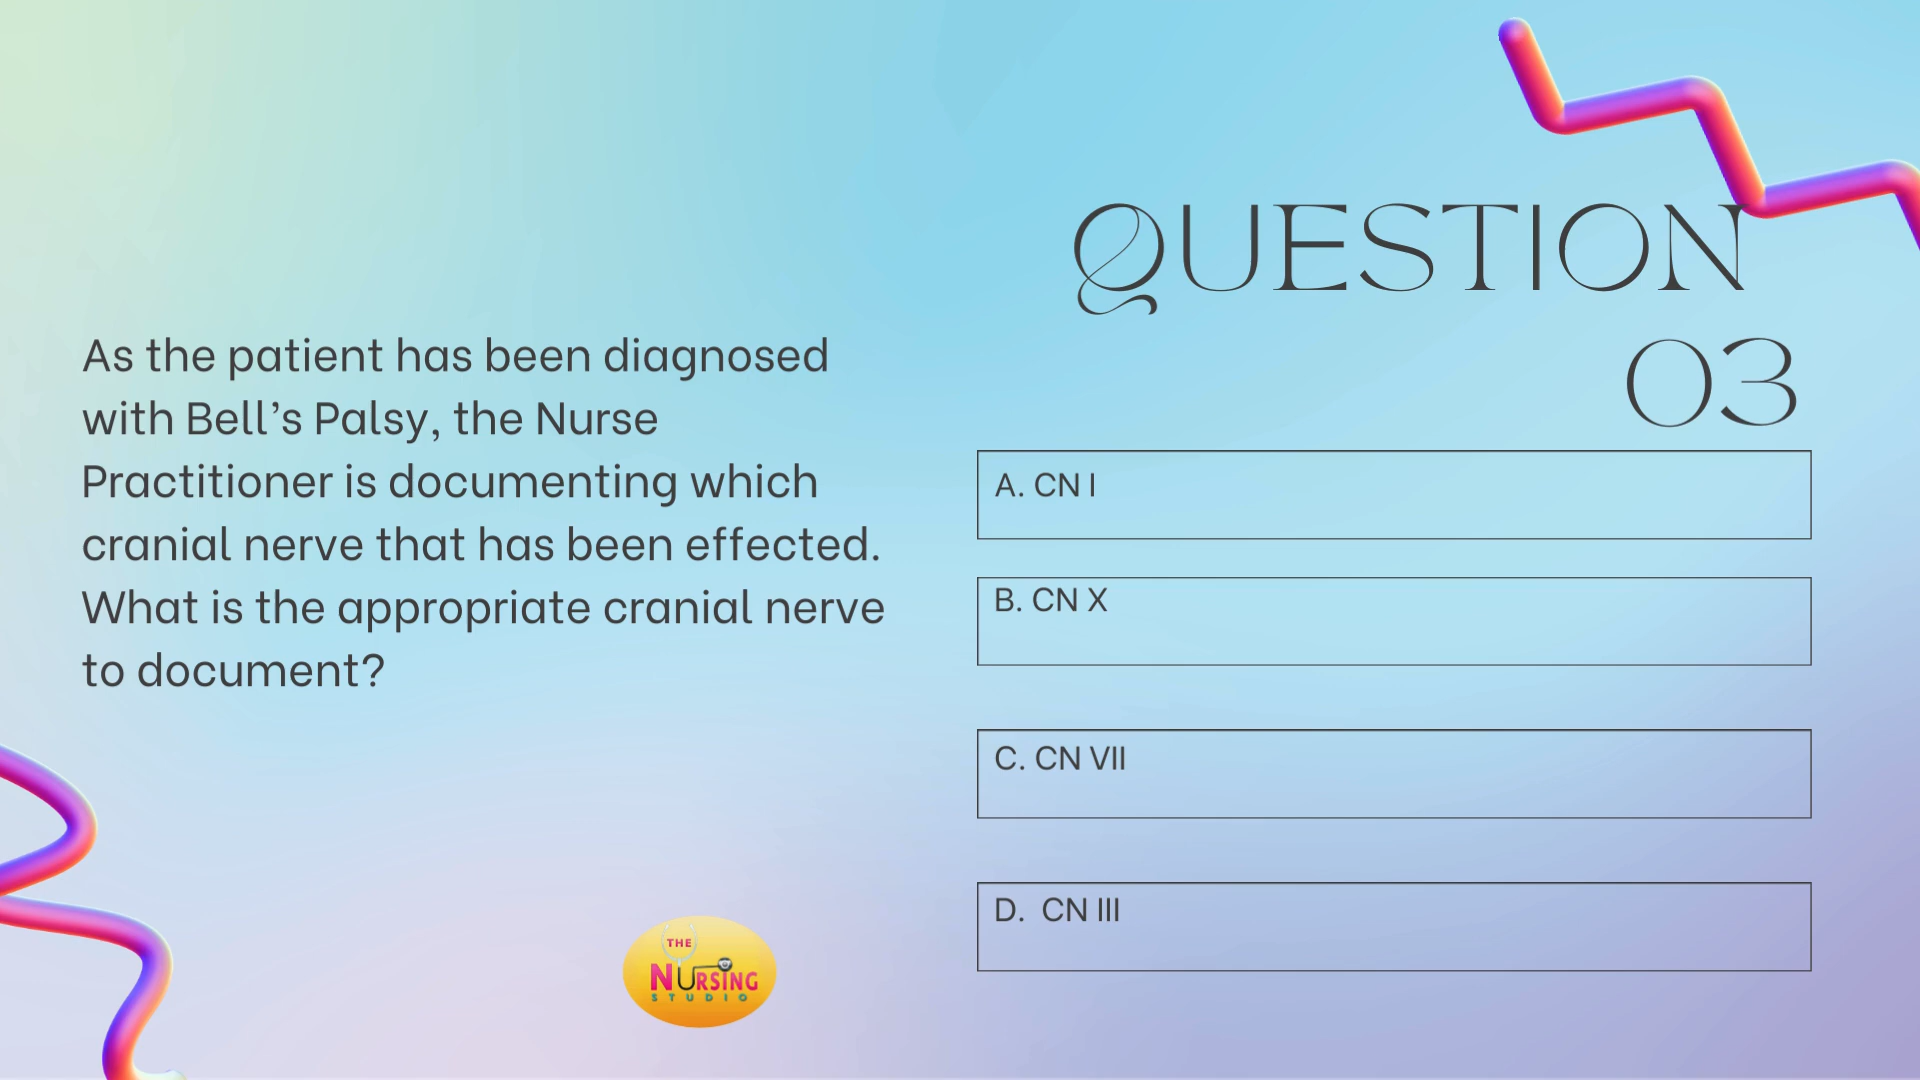 As the patient has been diagnosed
with Bell's Palsy, the Nurse
Practitioner is documenting which
cranial nerve that has been effected.
What is the appropriate cranial nerve
to document?
QUESTION
03
A. CN I
B. CN X
C. CN VII
D.  CN III
THE
NURSING
STUDIO